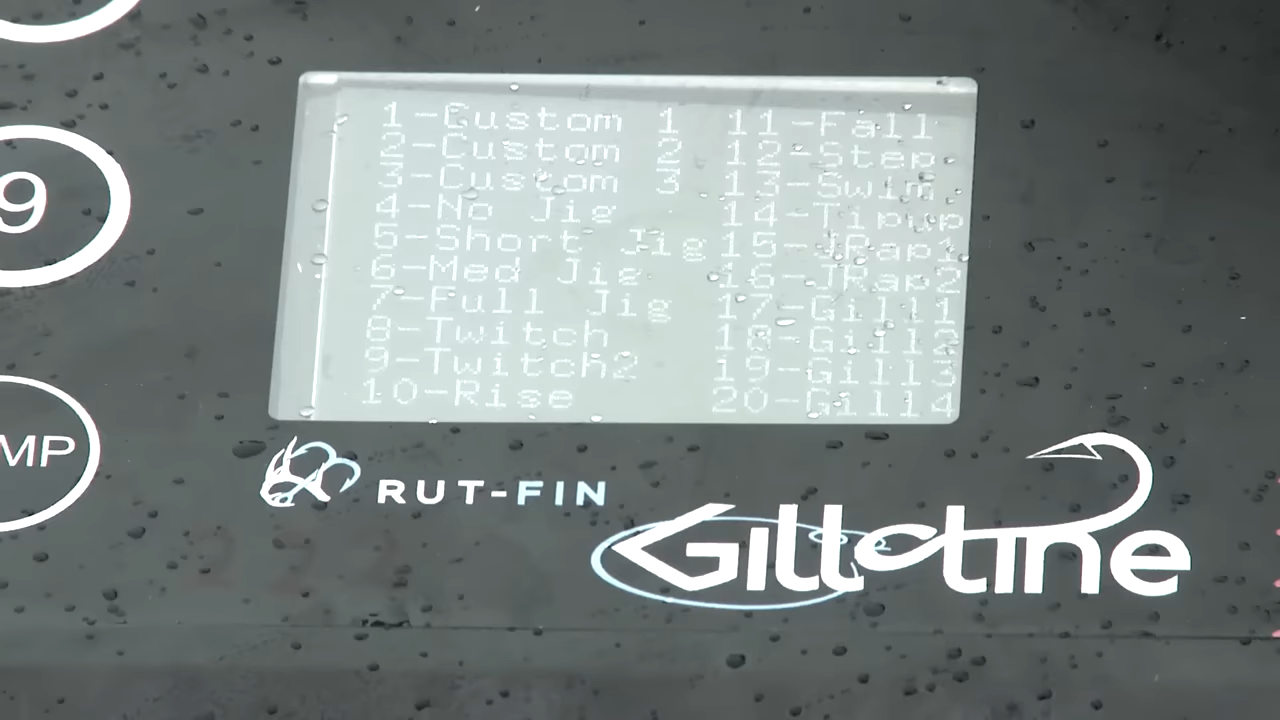 1-Custom 1 11-Fall
2-Custom 2 12-Step
3-Custom 3 13-Swim
4-No Jig 14-Tipup
5-Short Jig 15-JRap1
6-Med Jig 16-JRap2
7-Full Jig 17-Gill1
8-Twitch 18-Gill2
9-Twitch2 19-Gill3
10-Rise 20-Gill4
9
MP
RUT-FIN
Gillotine